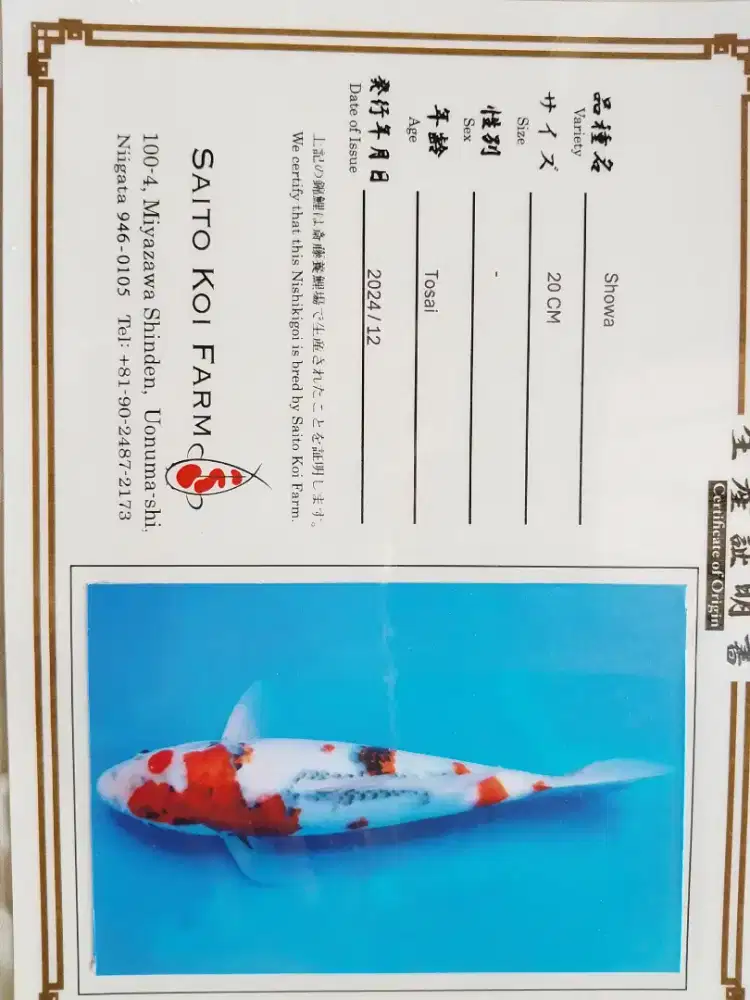 生産証明書
Certificate of Origin
品種名
Variety
Showa
サイズ
Size
20 CM
性別
Sex
-
年齢
Age
Tosai
発行年月日
Date of Issue
2024/12
上記の錦鯉は斎藤養鯉場で生産されたことを証明します。
We certify that this Nishikigoi is bred by Saito Koi Farm.
SAITO KOI FARM
100-4, Miyazawa Shinden, Uonuma-shi,
Niigata 946-0105 Tel: +81-90-2487-2173